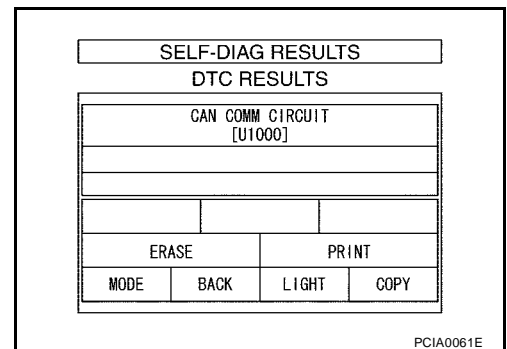 SELF-DIAG RESULTS
DTC RESULTS
CAN COMM CIRCUIT
[U1000]
ERASE PRINT
MODE BACK LIGHT COPY
PCIA0061E